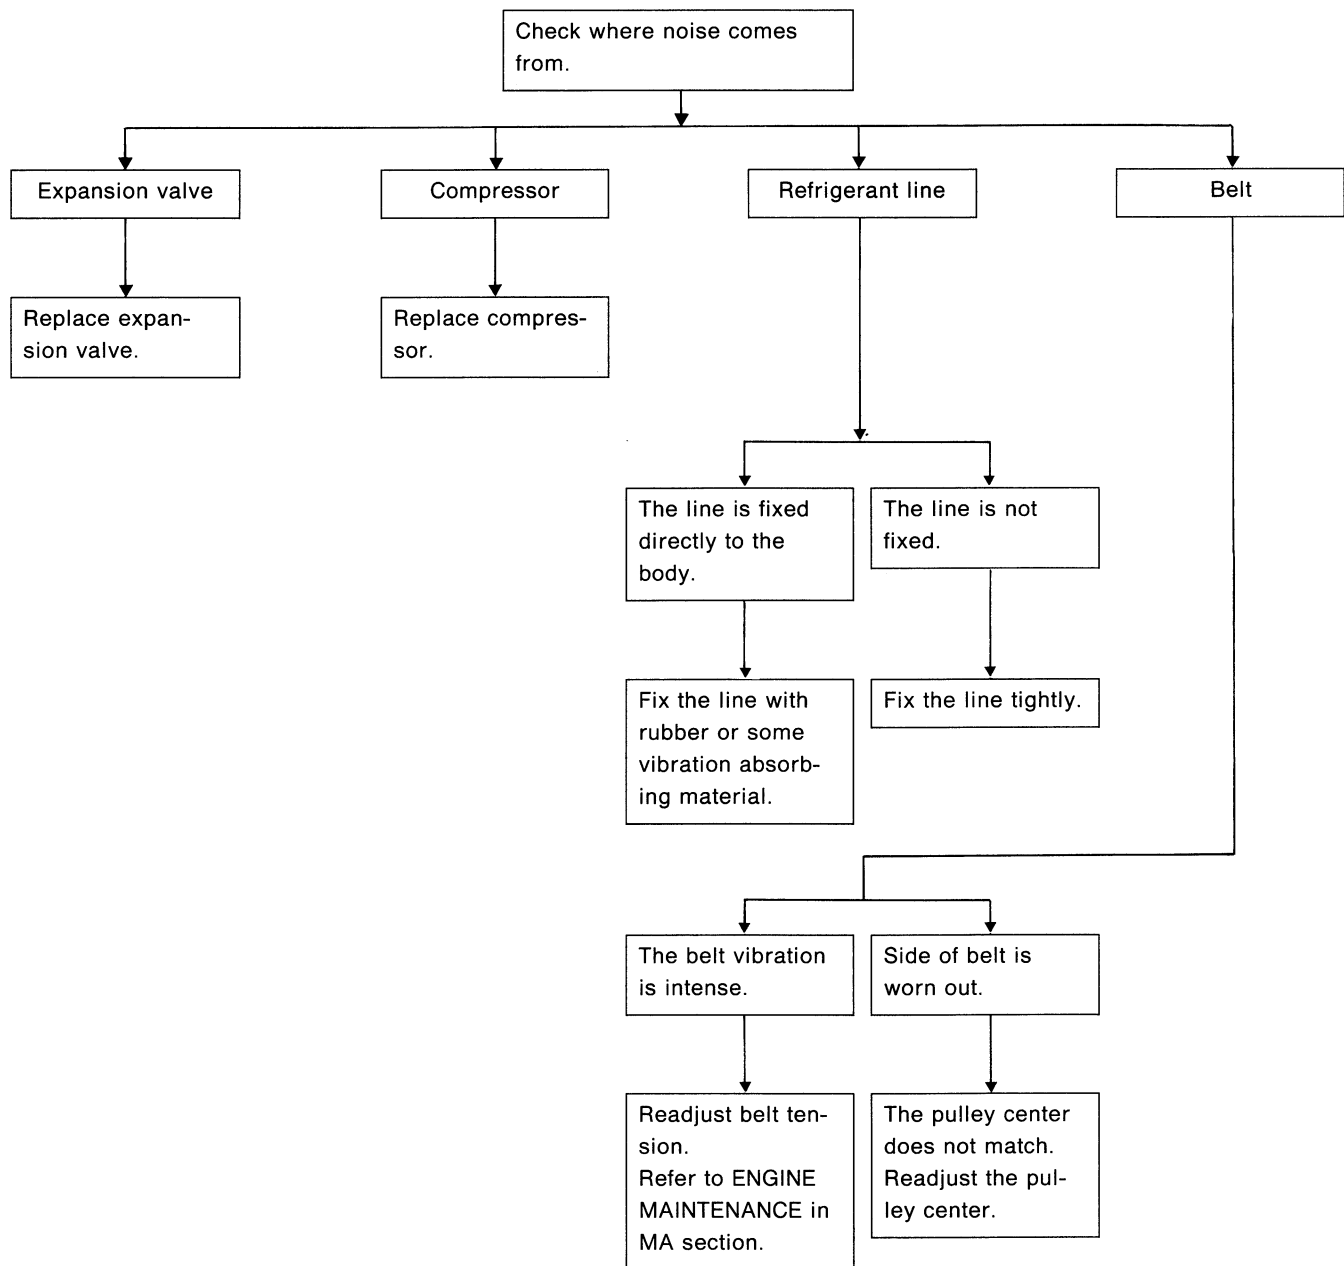 Check where noise comes
from.
Expansion valve
Compressor
Refrigerant line
Belt
Replace expan-
sion valve.
Replace compres-
sor.
The line is fixed
directly to the
body.
The line is not
fixed.
Fix the line with
rubber or some
vibration absorb-
ing material.
Fix the line tightly.
The belt vibration
is intense.
Side of belt is
worn out.
Readjust belt ten-
sion.
Refer to ENGINE
MAINTENANCE in
MA section.
The pulley center
does not match.
Readjust the pul-
ley center.